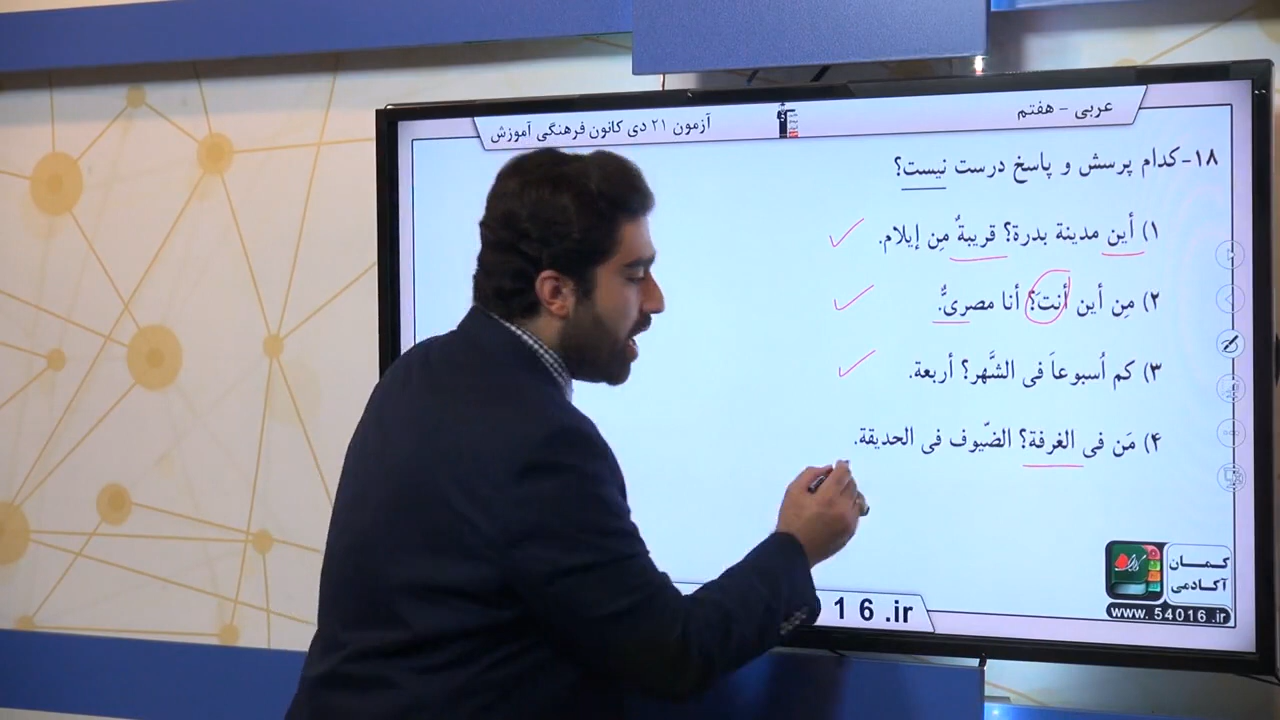 عربی - هفتم
آزمون ۲۱ دی کانون فرهنگی آموزش
۱۸-کدام پرسش و پاسخ درست نیست؟
۱) أین مدینة بدرة؟ قریبةٌ مِن إیلام.
۲) مِن أین أنتَ؟ أنا مصریٌّ.
۳) کم اُسبوعاً فی الشَّهر؟ أربعة.
۴) مَن فی الغرفة؟ الضّیوف فی الحدیقة.
کـمـان
آکادمی
www.54016.ir
16.ir